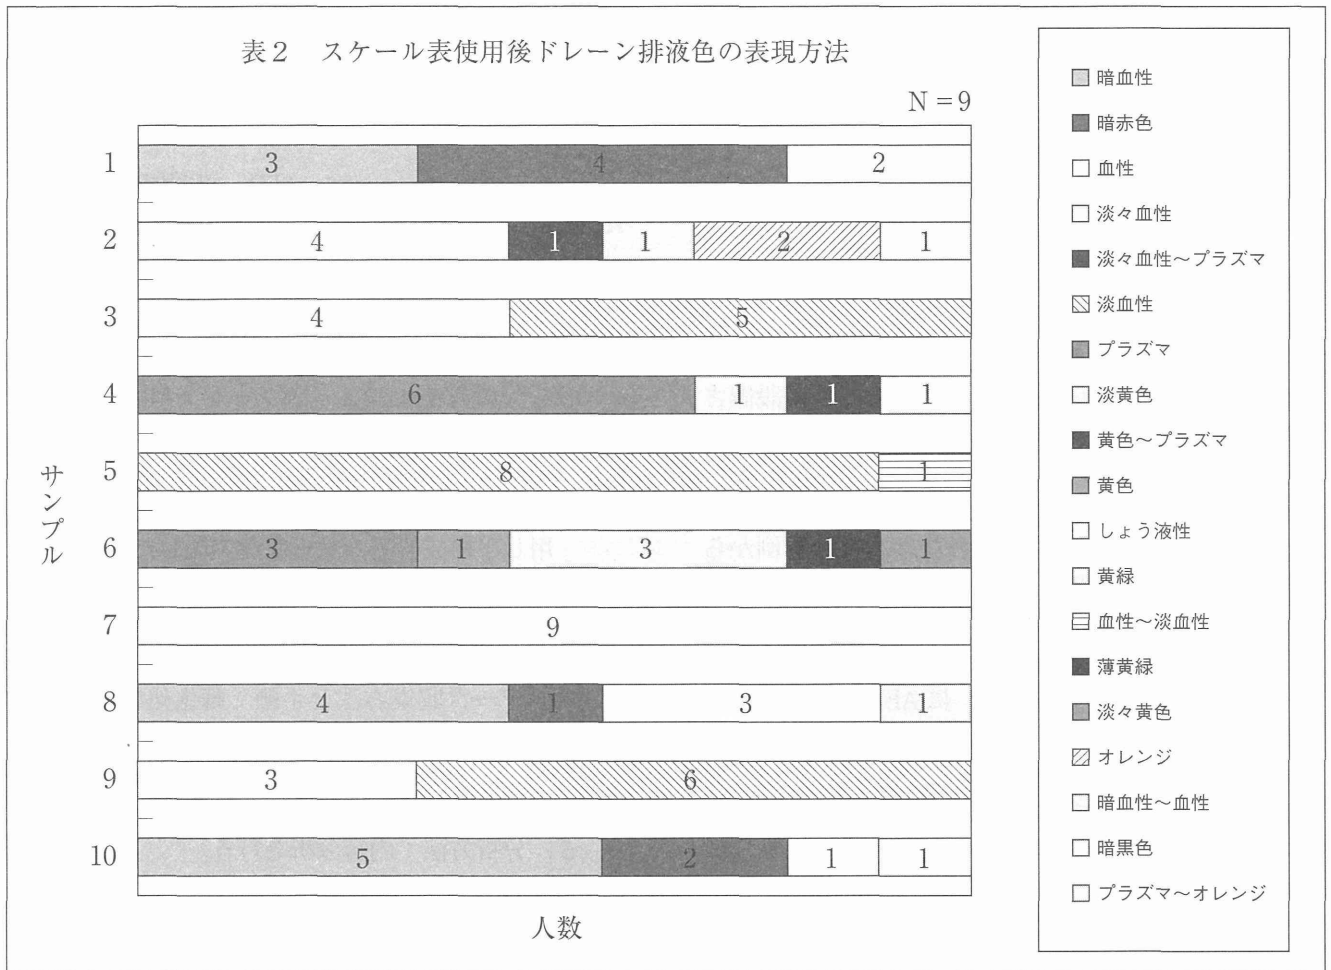 表2 スケール表使用後ドレーン排液色の表現方法
N=9
1 3 4 2
2 4 1 1 2 1
3 4 5
4 6 1 1 1
5 8 1
6 3 1 3 1 1
7 9
8 4 1 3 1
9 3 6
10 5 2 1 1
サンプル
人数
暗血性
暗赤色
血性
淡々血性
淡々血性～プラズマ
淡血性
プラズマ
淡黄色
黄色～プラズマ
黄色
しょう液性
黄緑
血性～淡血性
薄黄緑
淡々黄色
オレンジ
暗血性～血性
暗黒色
プラズマ～オレンジ